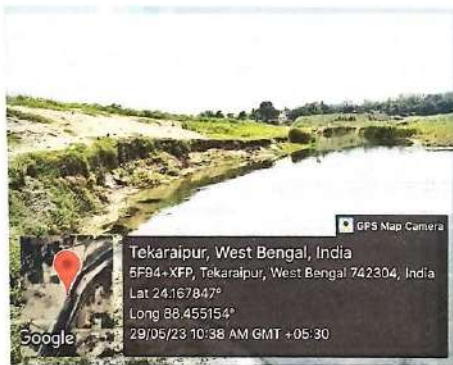 GPS Map Camera
Tekaraipur, West Bengal, India
5F94+XFP, Tekaraipur, West Bengal 742304, India
Lat 24.167847°
Long 88.455154°
29/05/23 10:38 AM GMT +05:30
Google